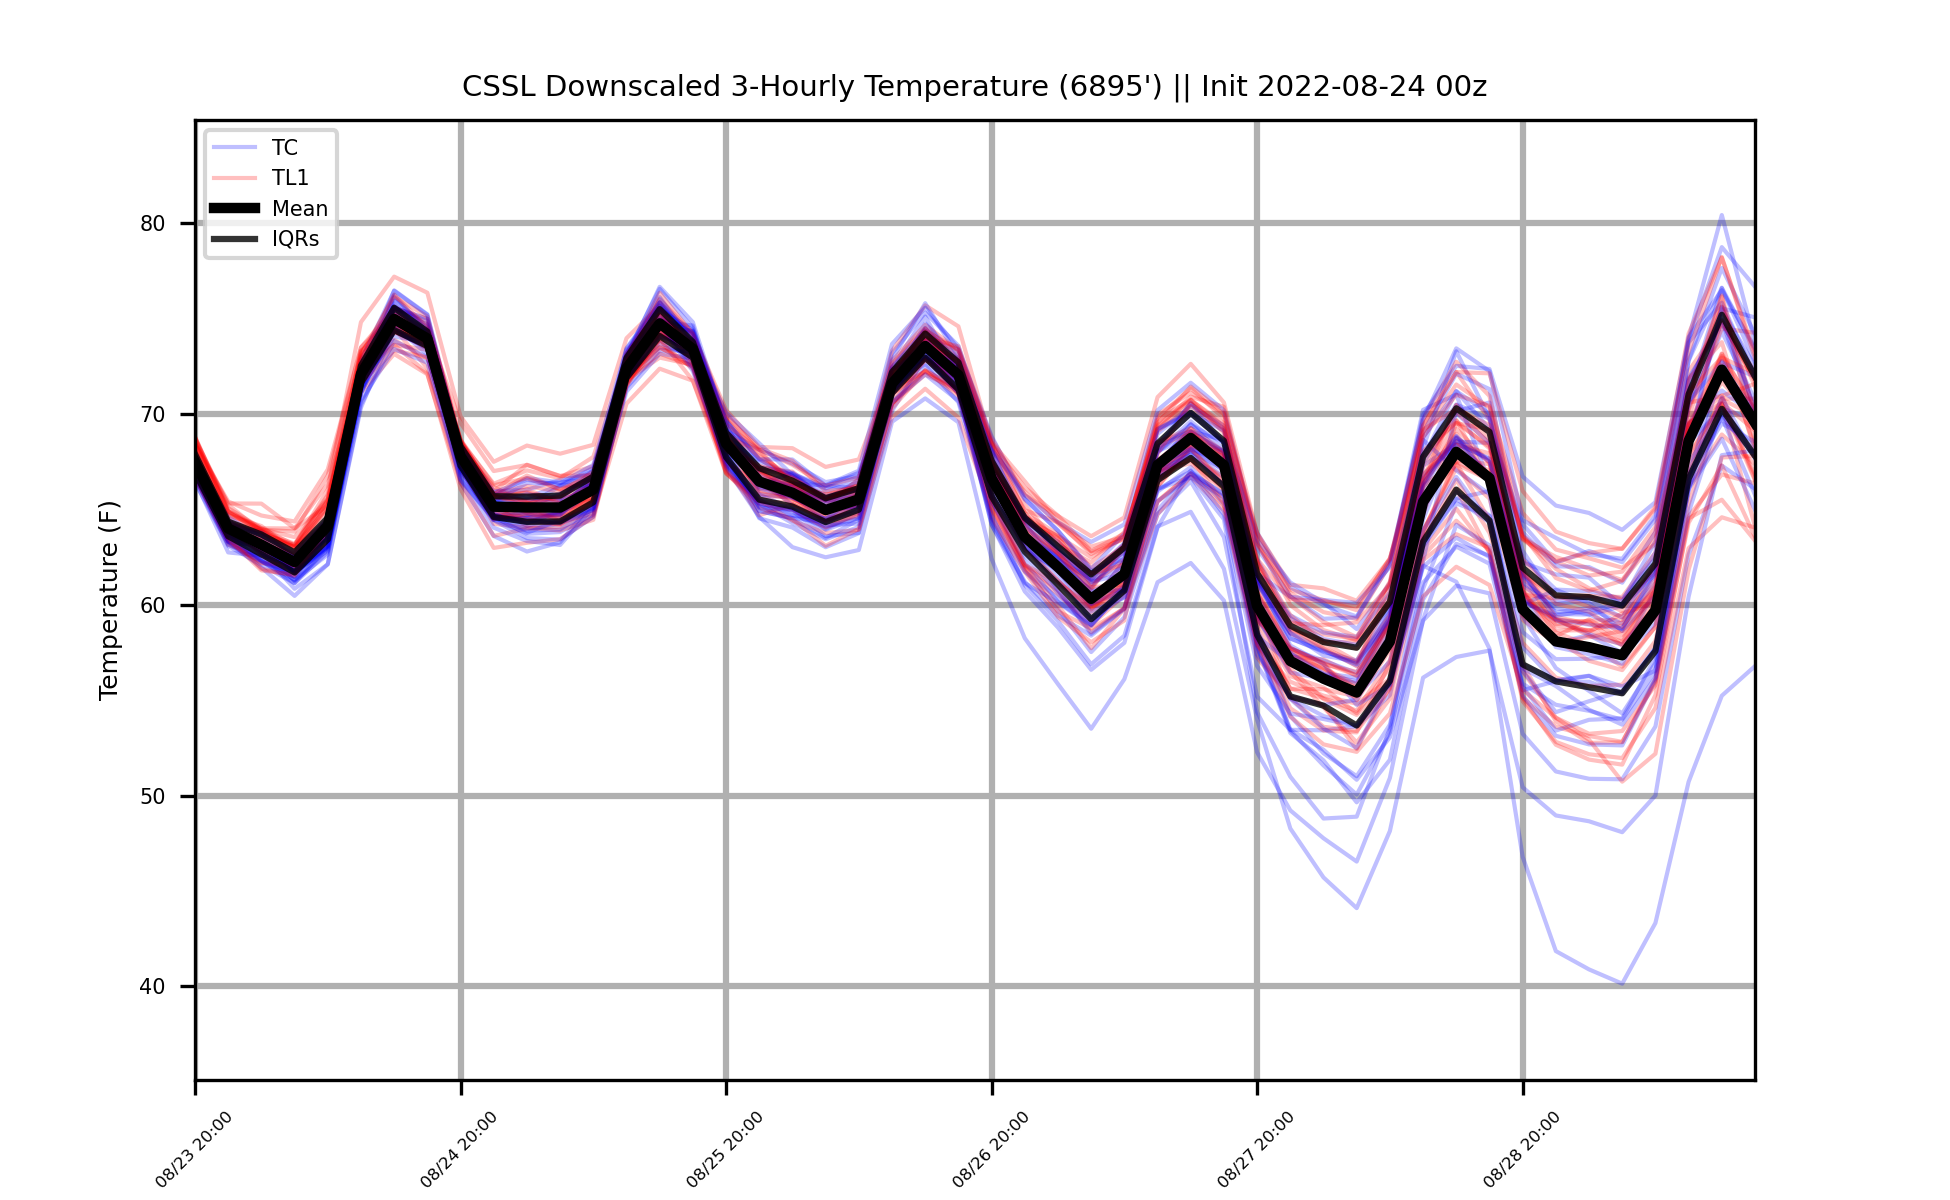 CSSL Downscaled 3-Hourly Temperature (6895') || Init 2022-08-24 00z
TC
TL1
Mean
IQRs
Temperature (F)
80
70
60
50
40
08/23 20:00
08/24 20:00
08/25 20:00
08/26 20:00
08/27 20:00
08/28 20:00